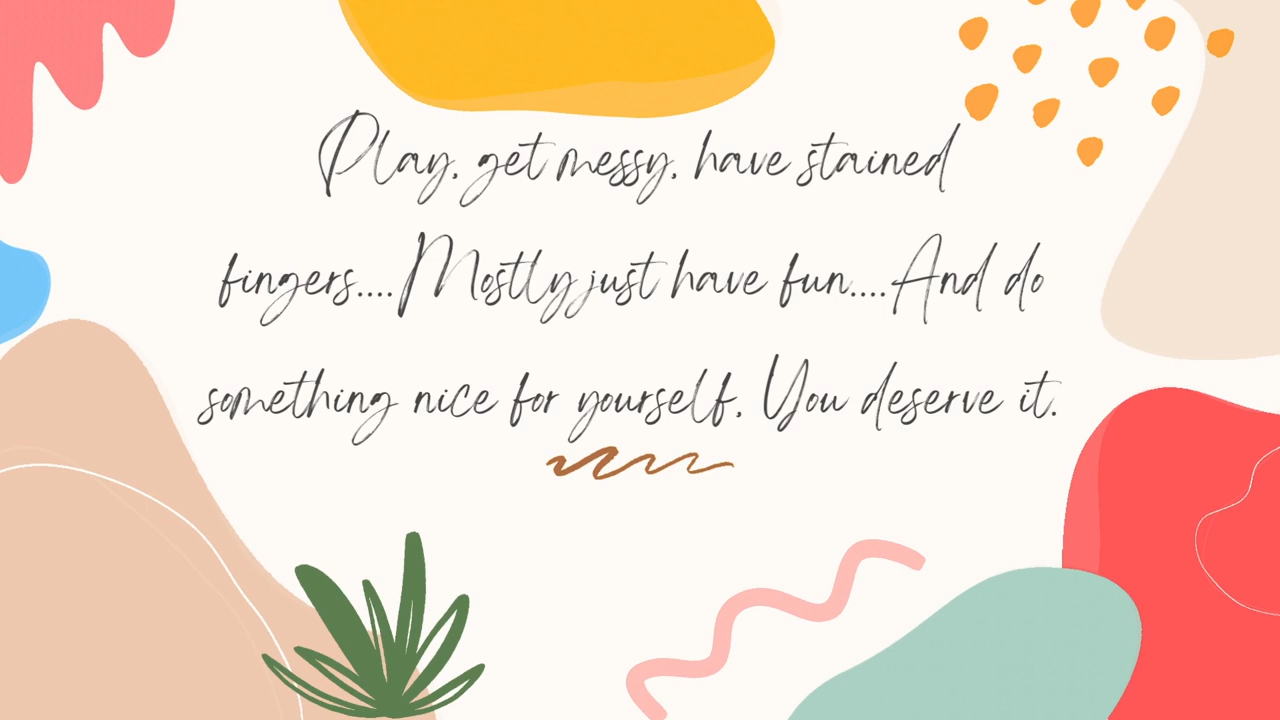 Play, get messy, have stained
fingers....Mostly just have fun....And do
something nice for yourself, You deserve it.